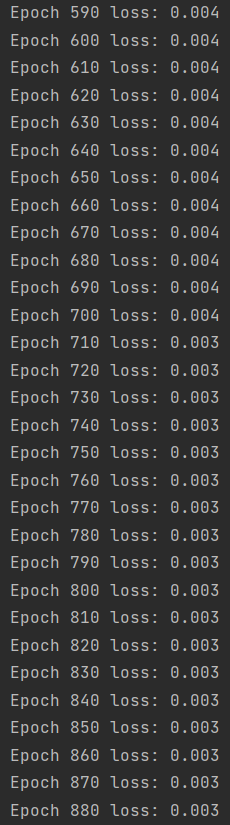 Epoch 590 loss: 0.004
Epoch 600 loss: 0.004
Epoch 610 loss: 0.004
Epoch 620 loss: 0.004
Epoch 630 loss: 0.004
Epoch 640 loss: 0.004
Epoch 650 loss: 0.004
Epoch 660 loss: 0.004
Epoch 670 loss: 0.004
Epoch 680 loss: 0.004
Epoch 690 loss: 0.004
Epoch 700 loss: 0.004
Epoch 710 loss: 0.003
Epoch 720 loss: 0.003
Epoch 730 loss: 0.003
Epoch 740 loss: 0.003
Epoch 750 loss: 0.003
Epoch 760 loss: 0.003
Epoch 770 loss: 0.003
Epoch 780 loss: 0.003
Epoch 790 loss: 0.003
Epoch 800 loss: 0.003
Epoch 810 loss: 0.003
Epoch 820 loss: 0.003
Epoch 830 loss: 0.003
Epoch 840 loss: 0.003
Epoch 850 loss: 0.003
Epoch 860 loss: 0.003
Epoch 870 loss: 0.003
Epoch 880 loss: 0.003